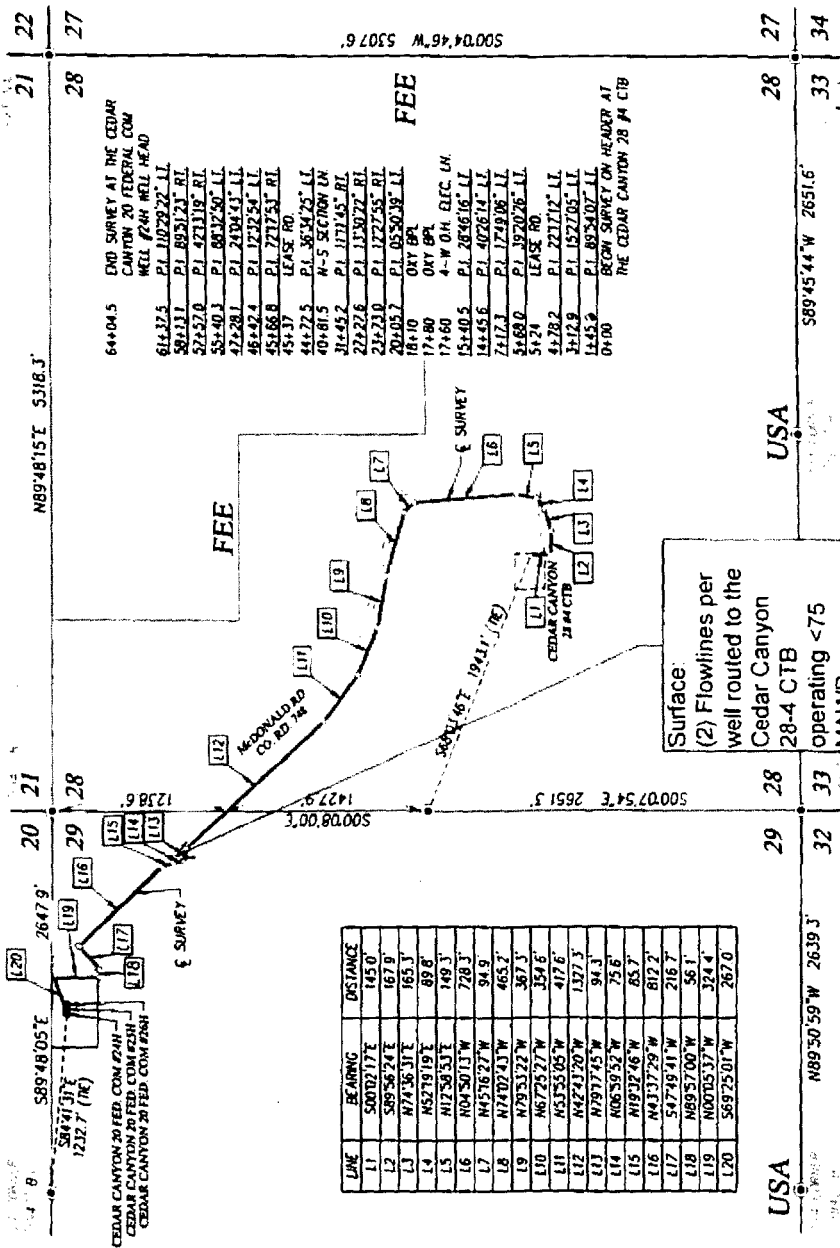 21 22
28 27
N89°48'15"E 5318.3'
20 21
29 28
S89°48'05"E 2647.9'
S00°04'46"W 5307.6'
64+04.5 END SURVEY AT THE CEDAR
CANYON 20 FEDERAL COM
WELL #24H WELL HEAD
61+37.5 P.I. 110°29'22" LT.
58+13.1 P.I. 89°51'23" RT.
57+57.0 P.I. 42°13'19" RT.
55+40.3 P.I. 88°32'50" LT.
47+28.1 P.I. 24°04'43" LT.
46+42.4 P.I. 12°32'54" LT.
45+66.8 P.I. 72°17'53" RT.
45+37 LEASE RD.
44+72.5 P.I. 36°34'25" LT.
40+81.5 N-S SECTION LN.
31+45.2 P.I. 11°11'45" RT.
27+27.6 P.I. 13°30'22" RT.
23+73.0 P.I. 12°27'55" RT.
20+05.7 P.I. 05°50'39" LT.
18+10 OXY BPL
17+80 OXY BPL
17+60 4-W O.H. ELEC. LN.
15+40.5 P.I. 28°46'16" LT.
14+45.6 P.I. 40°26'14" LT.
7+17.3 P.I. 17°49'06" LT.
5+68.0 P.I. 39°20'26" LT.
5+24 LEASE RD.
4+78.2 P.I. 22°17'12" LT.
3+12.9 P.I. 15°27'05" LT.
1+45.0 P.I. 89°54'07" LT.
0+00 BEGIN SURVEY ON HEADER AT
THE CEDAR CANYON 28 #4 CTB
FEE
FEE
L20
L19
L16
L17
L18
L15
L14
L13
L12
L11
L10
L9
L8
L7
L6
L5
L4
L3
L2
L1
S84°41'31"E
1232.7' (TIE)
CEDAR CANYON 20 FED. COM #24H
CEDAR CANYON 20 FED. COM #25H
CEDAR CANYON 20 FED. COM #26H
℄ SURVEY
℄ SURVEY
McDONALD RD
CO. RD. 748
1238.6'
1427.9'
S00°08'00"E
S68°03'46"E 1943.1' (TIE)
CEDAR CANYON
28 #4 CTB
S00°07'54"E 2651.3'
LINE BEARING DISTANCE
L1 S00°02'17"E 145.0'
L2 S89°56'24"E 167.9'
L3 N74°36'31"E 165.3'
L4 N52°19'19"E 89.8'
L5 N12°58'53"E 149.3'
L6 N04°50'13"W 728.3'
L7 N45°16'27"W 94.9'
L8 N74°02'43"W 465.2'
L9 N79°53'22"W 367.3'
L10 N67°25'27"W 354.6'
L11 N53°55'05"W 417.6'
L12 N42°43'20"W 1327.3'
L13 N79°17'45"W 94.3'
L14 N06°59'52"W 75.6'
L15 N19°32'46"W 85.7'
L16 N43°37'29"W 812.2'
L17 S47°49'41"W 216.7'
L18 N89°57'00"W 56.1'
L19 N00°05'37"W 324.4'
L20 S69°25'01"W 267.0'
Surface:
(2) Flowlines per
well routed to the
Cedar Canyon
28-4 CTB
operating <75
USA
USA
29 28
32 33
28 27
33 34
N89°50'59"W 2639.3'
S89°45'44"W 2651.6'